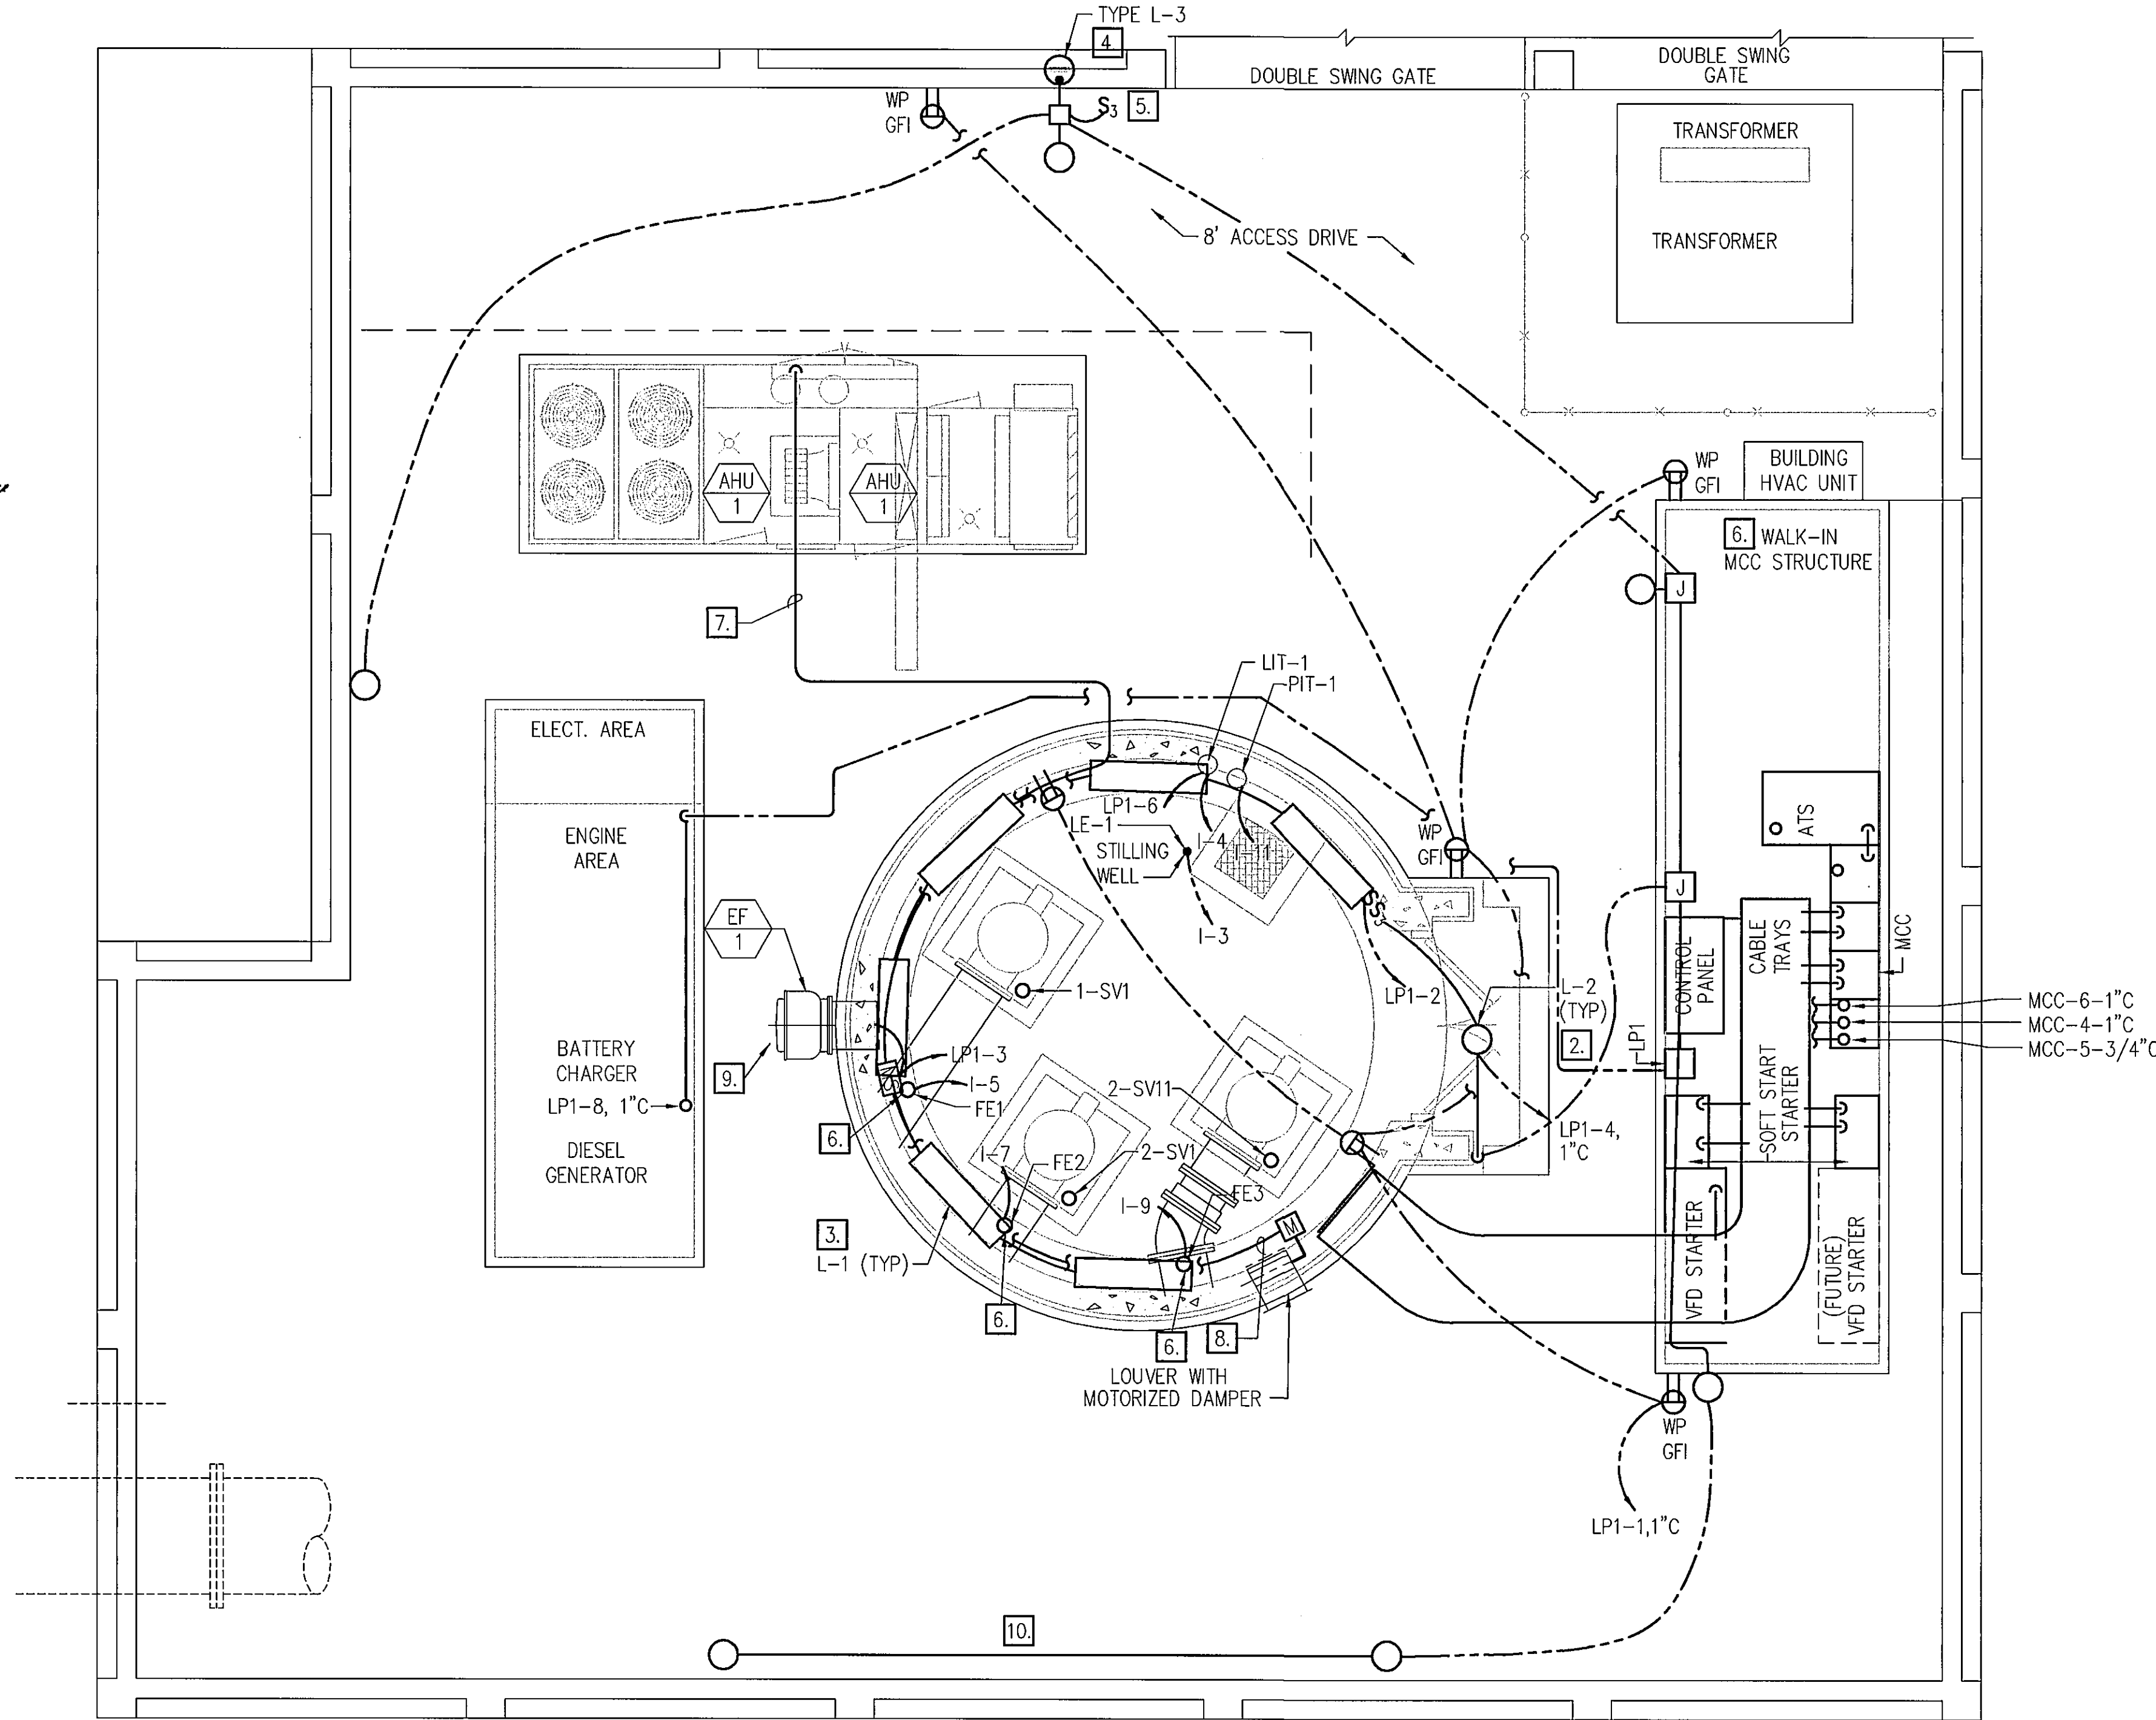 TYPE L-3
4.
DOUBLE SWING GATE
DOUBLE SWING
GATE
WP
GFI
S3
5.
TRANSFORMER
TRANSFORMER
8' ACCESS DRIVE
AHU
1
AHU
1
WP
GFI
BUILDING
HVAC UNIT
6.
WALK-IN
MCC STRUCTURE
J
7.
LIT-1
PIT-1
ELECT. AREA
ENGINE
AREA
LP1-6
LE-1
STILLING
WELL
I-4
I-11
I-3
WP
GFI
ATS
J
EF
1
1-SV1
LP1-2
L-2
(TYP)
2.
LP1
CONTROL
PANEL
CABLE
TRAYS
MCC
MCC-6-1"C
MCC-4-1"C
MCC-5-3/4"C
9.
BATTERY
CHARGER
LP1-8, 1"C
DIESEL
GENERATOR
LP1-3
I-5
FE1
6.
2-SV11
I-7
FE2
2-SV1
I-9
FE3
LP1-4,
1"C
SOFT START
STARTER
3.
L-1 (TYP)
M
VFD STARTER
(FUTURE)
VFD STARTER
6.
6.
8.
LOUVER WITH
MOTORIZED DAMPER
WP
GFI
LP1-1,1"C
10.